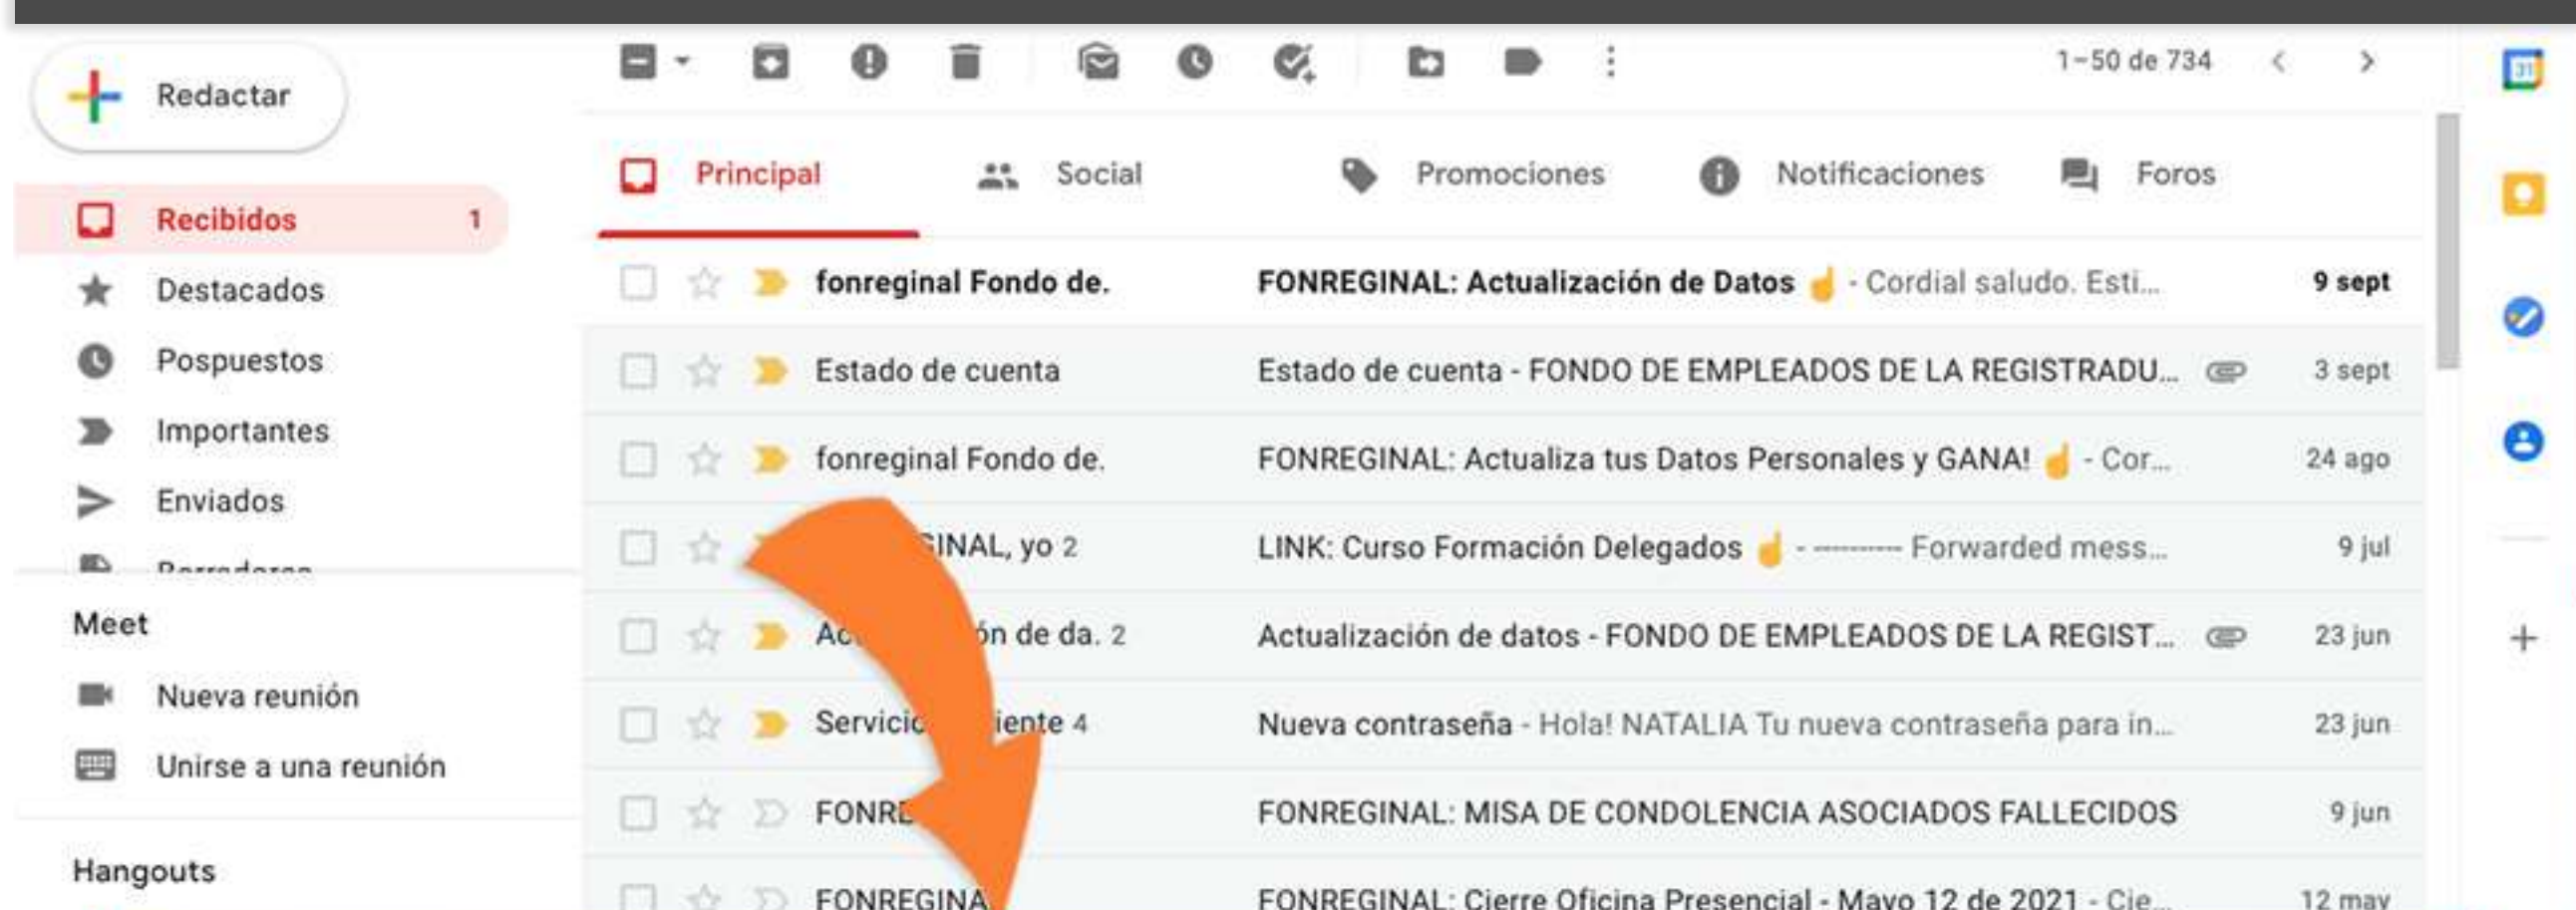 Redactar
1–50 de 734
31
Principal
Social
Promociones
Notificaciones
Foros
Recibidos 1
Destacados
Pospuestos
Importantes
Enviados
Meet
Nueva reunión
Unirse a una reunión
Hangouts
fonreginal Fondo de. FONREGINAL: Actualización de Datos ☝ - Cordial saludo. Esti... 9 sept
Estado de cuenta Estado de cuenta - FONDO DE EMPLEADOS DE LA REGISTRADU... 3 sept
fonreginal Fondo de. FONREGINAL: Actualiza tus Datos Personales y GANA! ☝ - Cor... 24 ago
INAL, yo 2 LINK: Curso Formación Delegados ☝ - ---------- Forwarded mess... 9 jul
ón de da. 2 Actualización de datos - FONDO DE EMPLEADOS DE LA REGIST... 23 jun
Servicio iente 4 Nueva contraseña - Hola! NATALIA Tu nueva contraseña para in... 23 jun
FONRE FONREGINAL: MISA DE CONDOLENCIA ASOCIADOS FALLECIDOS 9 jun
FONREGINA FONREGINAL: Cierre Oficina Presencial - Mayo 12 de 2021 - Cie... 12 may